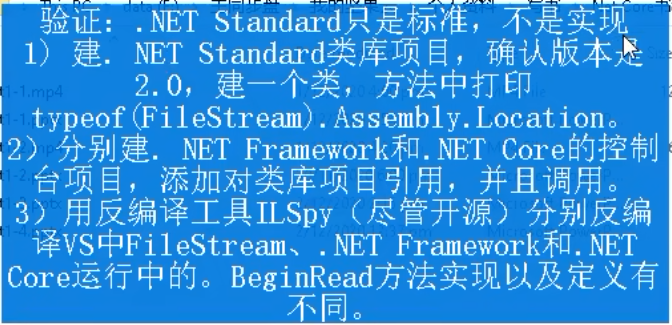 验证：.NET Standard只是标准，不是实现
1）建. NET Standard类库项目，确认版本是
2.0，建一个类，方法中打印
typeof(FileStream).Assembly.Location。
2）分别建. NET Framework和.NET Core的控制
台项目，添加对类库项目引用，并且调用。
3）用反编译工具ILSpy（尽管开源）分别反编
译VS中FileStream、.NET Framework和.NET
Core运行中的。BeginRead方法实现以及定义有
不同。